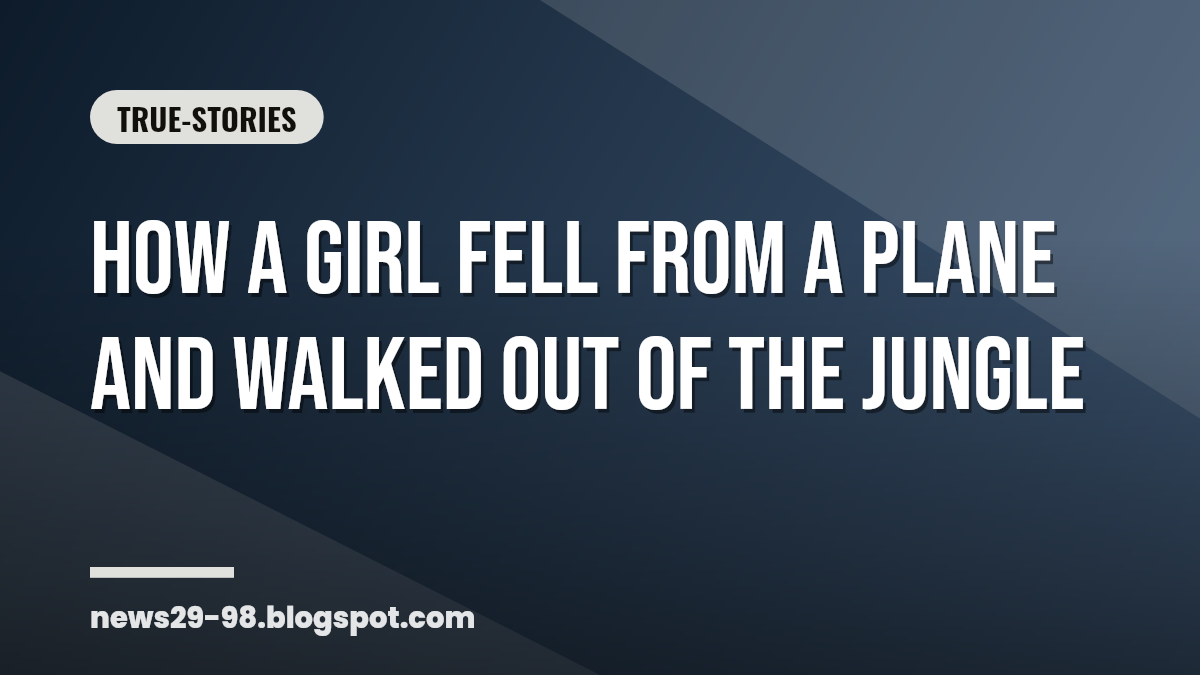 TRUE-STORIES
HOW A GIRL FELL FROM A PLANE
AND WALKED OUT OF THE JUNGLE
news29-98.blogspot.com